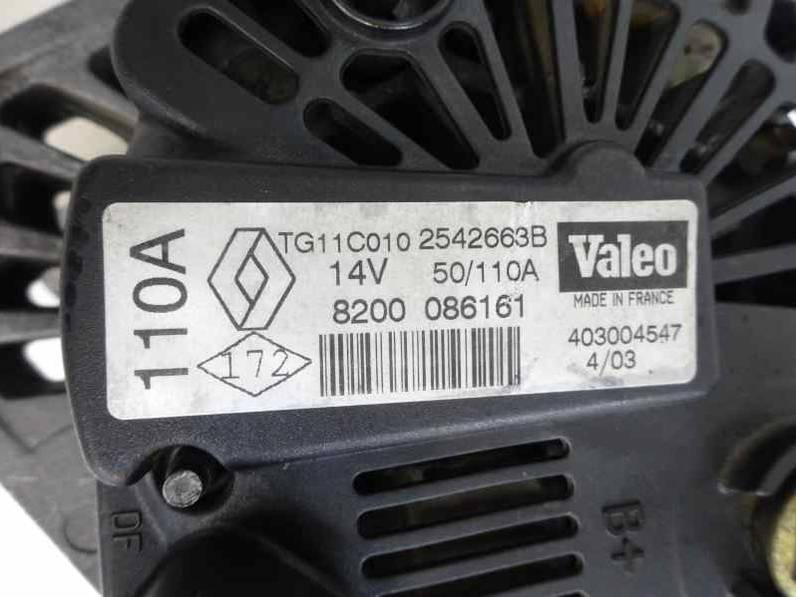 110A
TG11C010 2542663B
14V 50/110A
8200 086161
172
Valeo
MADE IN FRANCE
403004547
4/03
DF
B+